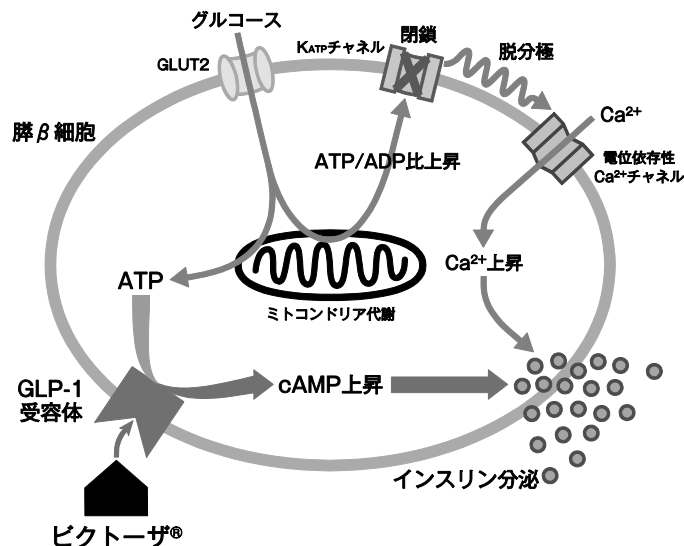 グルコース
GLUT2
KATPチャネル
閉鎖
脱分極
膵β細胞
Ca²⁺
電位依存性
Ca²⁺チャネル
ATP/ADP比上昇
Ca²⁺上昇
ATP
ミトコンドリア代謝
GLP-1
受容体
cAMP上昇
インスリン分泌
ビクトーザ®